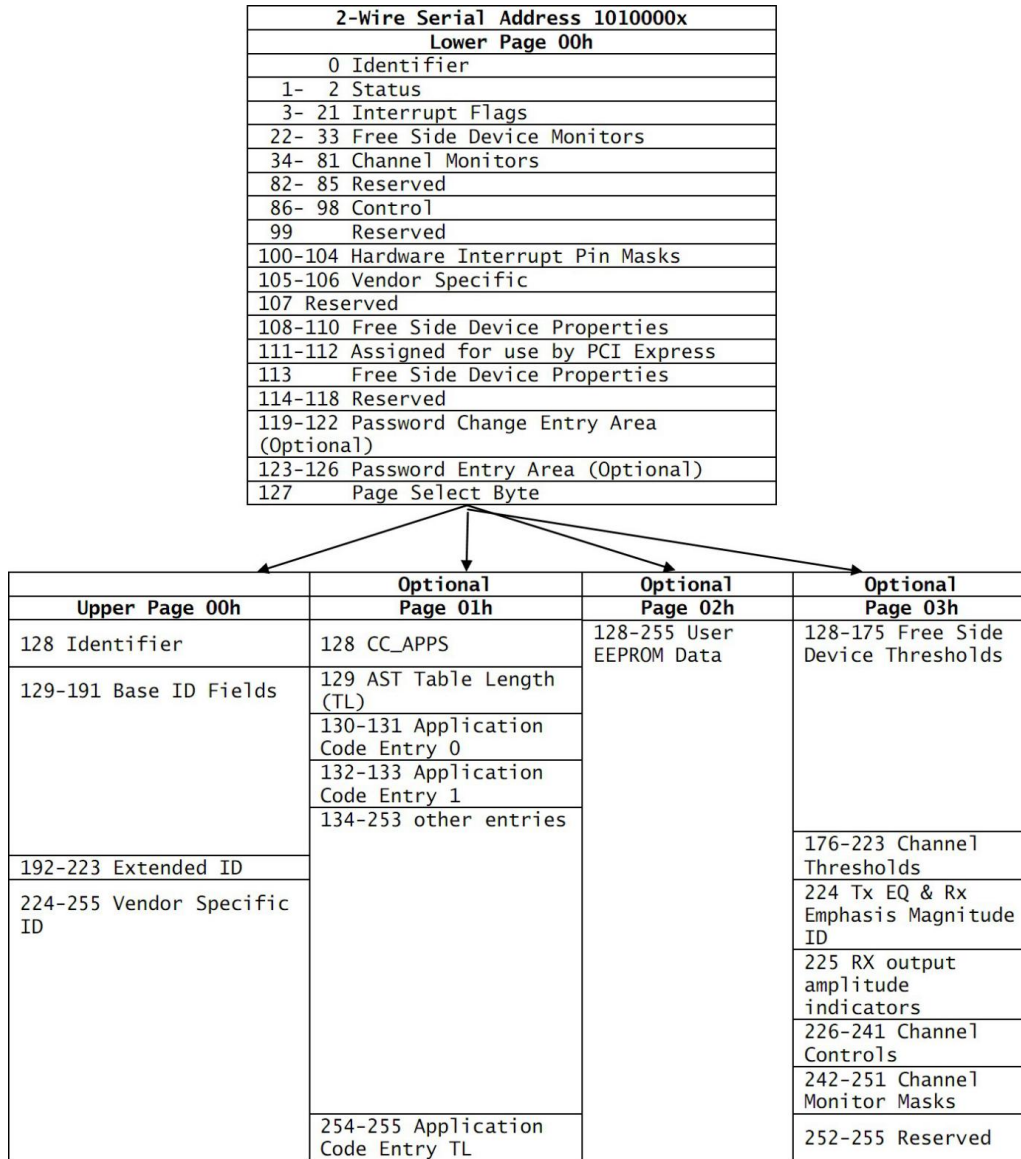 2-Wire Serial Address 1010000x
Lower Page 00h
0 Identifier
1- 2 Status
3- 21 Interrupt Flags
22- 33 Free Side Device Monitors
34- 81 Channel Monitors
82- 85 Reserved
86- 98 Control
99 Reserved
100-104 Hardware Interrupt Pin Masks
105-106 Vendor Specific
107 Reserved
108-110 Free Side Device Properties
111-112 Assigned for use by PCI Express
113 Free Side Device Properties
114-118 Reserved
119-122 Password Change Entry Area
(Optional)
123-126 Password Entry Area (Optional)
127 Page Select Byte
Upper Page 00h
128 Identifier
129-191 Base ID Fields
192-223 Extended ID
224-255 Vendor Specific
ID
Optional
Page 01h
128 CC_APPS
129 AST Table Length
(TL)
130-131 Application
Code Entry 0
132-133 Application
Code Entry 1
134-253 other entries
254-255 Application
Code Entry TL
Optional
Page 02h
128-255 User
EEPROM Data
Optional
Page 03h
128-175 Free Side
Device Thresholds
176-223 Channel
Thresholds
224 Tx EQ & Rx
Emphasis Magnitude
ID
225 RX output
amplitude
indicators
226-241 Channel
Controls
242-251 Channel
Monitor Masks
252-255 Reserved